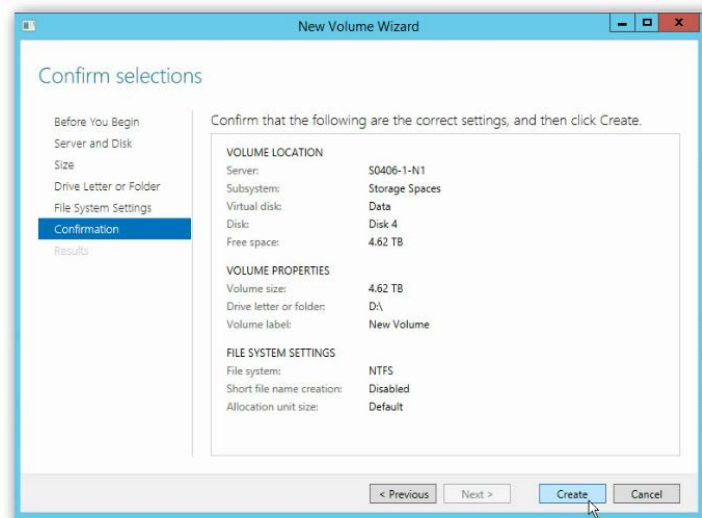 New Volume Wizard
Confirm selections
Before You Begin
Server and Disk
Size
Drive Letter or Folder
File System Settings
Confirmation
Results
Confirm that the following are the correct settings, and then click Create.
VOLUME LOCATION
Server: S0406-1-N1
Subsystem: Storage Spaces
Virtual disk: Data
Disk: Disk 4
Free space: 4.62 TB
VOLUME PROPERTIES
Volume size: 4.62 TB
Drive letter or folder: D:\
Volume label: New Volume
FILE SYSTEM SETTINGS
File system: NTFS
Short file name creation: Disabled
Allocation unit size: Default
< Previous Next > Create Cancel